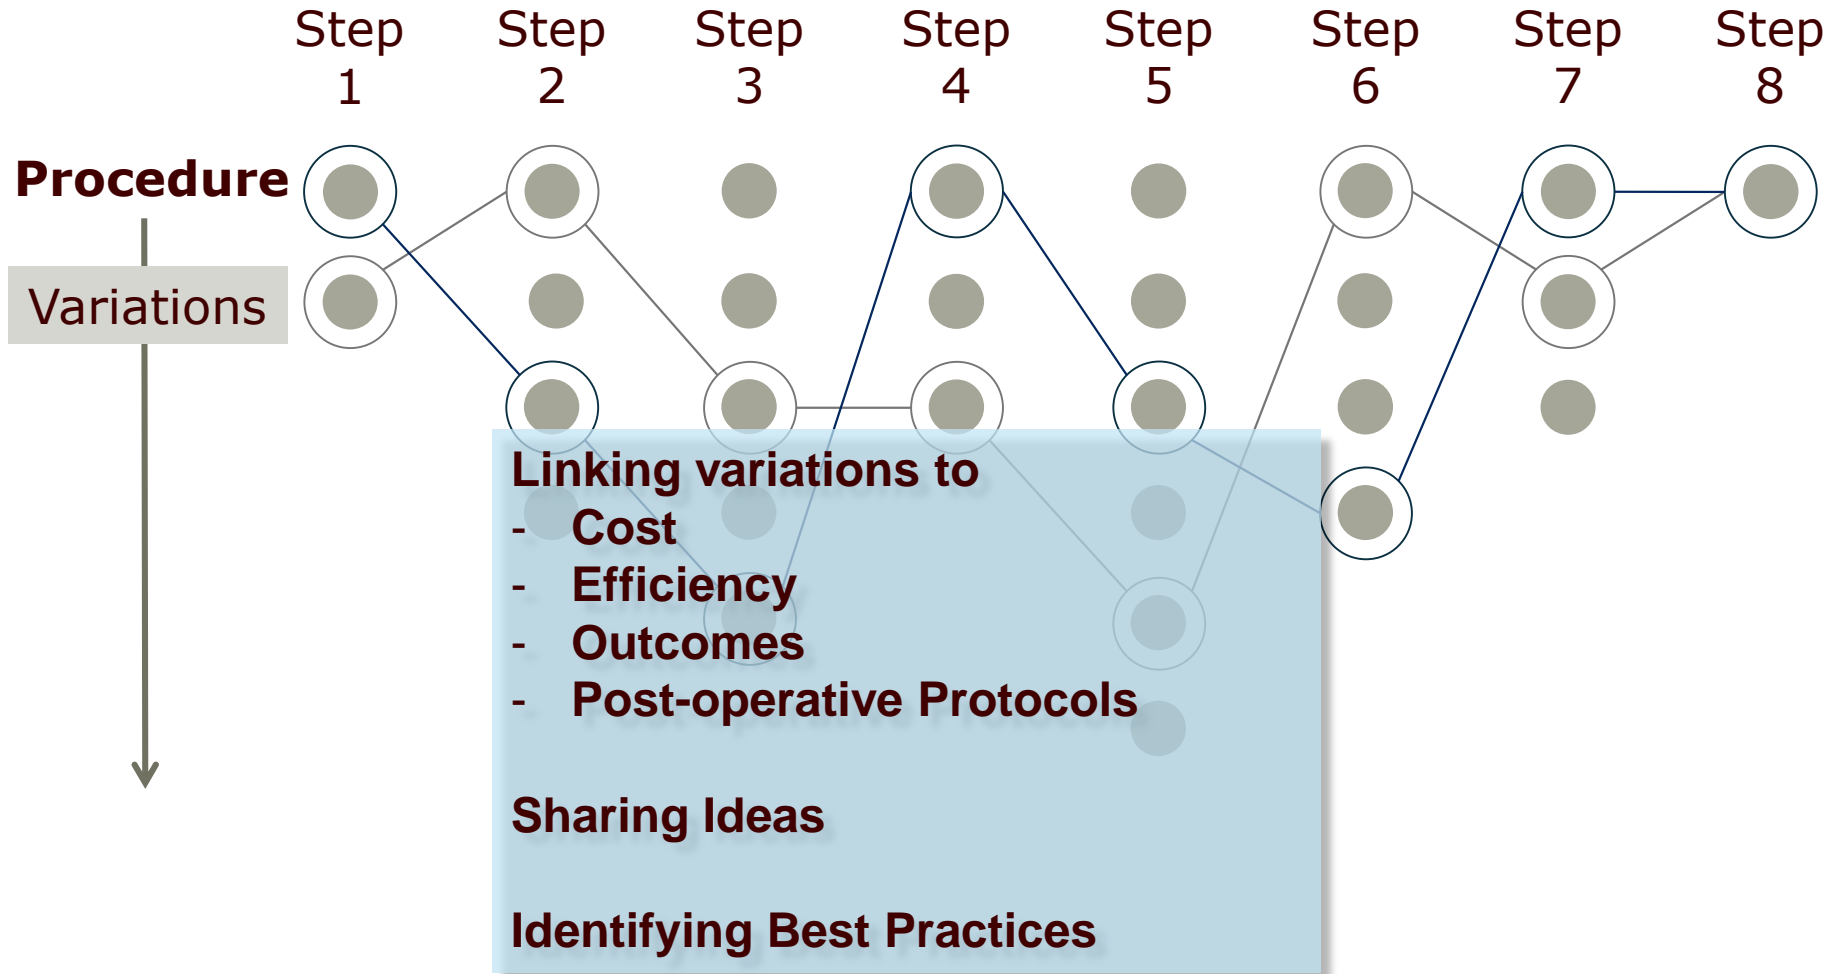 Step Step Step Step Step Step Step Step
1 2 3 4 5 6 7 8
Procedure
Variations
Linking variations to
- Cost
- Efficiency
- Outcomes
- Post-operative Protocols
Sharing Ideas
Identifying Best Practices